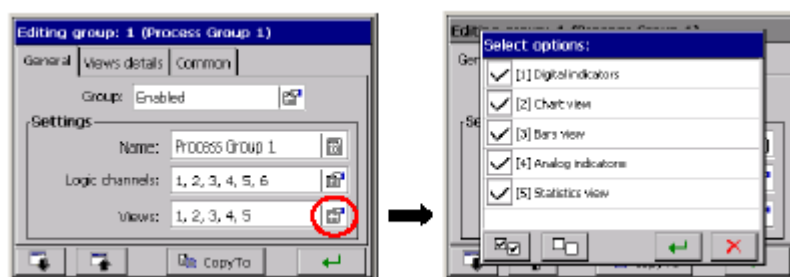 Editing group: 1 (Process Group 1)
General Views details Common
Group: Enabled
Settings
Name: Process Group 1
Logic channels: 1, 2, 3, 4, 5, 6
Views: 1, 2, 3, 4, 5
CopyTo
Select options:
[1] Digital indicators
[2] Chart view
[3] Bars view
[4] Analog indicators
[5] Statistics view